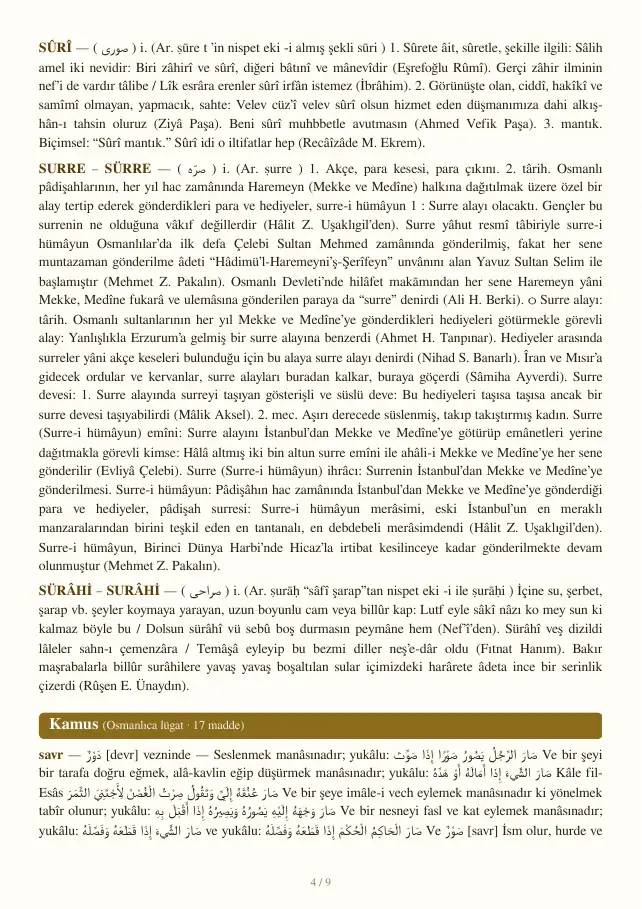 SÛRÎ — ( صورى ) i. (Ar. ṣūre t ’in nispet eki -i almış şekli sūri ) 1. Sûrete âit, sûretle, şekille ilgili: Sâlih
amel iki nevidir: Biri zâhirî ve sûrî, diğeri bâtınî ve mânevîdir (Eşrefoğlu Rûmî). Gerçi zâhir ilminin
nef’i de vardır tâlibe / Lîk esrâra erenler sûrî irfân istemez (İbrâhim). 2. Görünüşte olan, ciddî, hakîkî ve
samîmî olmayan, yapmacık, sahte: Velev cüz’î velev sûrî olsun hizmet eden düşmanımıza dahi alkış-
hân-ı tahsin oluruz (Ziyâ Paşa). Beni sûrî muhbbetle avutmasın (Ahmed Vefik Paşa). 3. mantık.
Biçimsel: “Sûrî mantık.” Sûrî idi o iltifatlar hep (Recâîzâde M. Ekrem).
SURRE – SÜRRE — ( صرّه ) i. (Ar. ṣurre ) 1. Akçe, para kesesi, para çıkını. 2. târih. Osmanlı
pâdişahlarının, her yıl hac zamânında Haremeyn (Mekke ve Medîne) halkına dağıtılmak üzere özel bir
alay tertip ederek gönderdikleri para ve hediyeler, surre-i hümâyun 1 : Surre alayı olacaktı. Gençler bu
surrenin ne olduğuna vâkıf değillerdir (Hâlit Z. Uşaklıgil’den). Surre yâhut resmî tâbiriyle surre-i
hümâyun Osmanlılar’da ilk defa Çelebi Sultan Mehmed zamânında gönderilmiş, fakat her sene
muntazaman gönderilme âdeti “Hâdimü’l-Haremeyni’ş-Şerîfeyn” unvânını alan Yavuz Sultan Selim ile
başlamıştır (Mehmet Z. Pakalın). Osmanlı Devleti’nde hilâfet makāmından her sene Haremeyn yâni
Mekke, Medîne fukarâ ve ulemâsına gönderilen paraya da “surre” denirdi (Ali H. Berki). ѻ Surre alayı:
târih. Osmanlı sultanlarının her yıl Mekke ve Medîne’ye gönderdikleri hediyeleri götürmekle görevli
alay: Yanlışlıkla Erzurum’a gelmiş bir surre alayına benzerdi (Ahmet H. Tanpınar). Hediyeler arasında
surreler yâni akçe keseleri bulunduğu için bu alaya surre alayı denirdi (Nihad S. Banarlı). Îran ve Mısır’a
gidecek ordular ve kervanlar, surre alayları buradan kalkar, buraya göçerdi (Sâmiha Ayverdi). Surre
devesi: 1. Surre alayında surreyi taşıyan gösterişli ve süslü deve: Bu hediyeleri taşısa taşısa ancak bir
surre devesi taşıyabilirdi (Mâlik Aksel). 2. mec. Aşırı derecede süslenmiş, takıp takıştırmış kadın. Surre
(Surre-i hümâyun) emîni: Surre alayını İstanbul’dan Mekke ve Medîne’ye götürüp emânetleri yerine
dağıtmakla görevli kimse: Hâlâ altmış iki bin altun surre emîni ile ahâli-i Mekke ve Medîne’ye her sene
gönderilir (Evliyâ Çelebi). Surre (Surre-i hümâyun) ihrâcı: Surrenin İstanbul’dan Mekke ve Medîne’ye
gönderilmesi. Surre-i hümâyun: Pâdişâhın hac zamânında İstanbul’dan Mekke ve Medîne’ye gönderdiği
para ve hediyeler, pâdişah surresi: Surre-i hümâyun merâsimi, eski İstanbul’un en meraklı
manzaralarından birini teşkil eden en tantanalı, en debdebeli merâsimdendi (Hâlit Z. Uşaklıgil’den).
Surre-i hümâyun, Birinci Dünya Harbi’nde Hicaz’la irtibat kesilinceye kadar gönderilmekte devam
olunmuştur (Mehmet Z. Pakalın).
SÜRÂHİ – SURÂHİ — ( صراحى ) i. (Ar. ṣurāḥ “sâfî şarap”tan nispet eki -i ile ṣurāḥi ) İçine su, şerbet,
şarap vb. şeyler koymaya yarayan, uzun boyunlu cam veya billûr kap: Lutf eyle sâkî nâzı ko mey sun ki
kalmaz böyle bu / Dolsun sürâhî vü sebû boş durmasın peymâne hem (Nef’î’den). Sürâhî veş dizildi
lâleler sahn-ı çemenzâra / Temâşâ eyleyip bu bezmi diller neş’e-dâr oldu (Fıtnat Hanım). Bakır
maşrabalarla billûr surâhilere yavaş yavaş boşaltılan sular içimizdeki harârete âdeta ince bir serinlik
çizerdi (Rûşen E. Ünaydın).
Kamus (Osmanlıca lügat · 17 madde)
savr — دَوْرٌ [devr] vezninde — Seslenmek manâsınadır; yukâlu: صَارَ الرَّجُلُ يَصُورُ صَوْرًا إِذَا صَوَّتَ Ve bir şeyi
bir tarafa doğru eğmek, alâ-kavlin eğip düşürmek manâsınadır; yukâlu: صَارَ الشَّيءَ إِذَا أَمَالَهُ أَوْ هَدَّهُ Kâle fil-
Esâs صَارَ عُنُقَهُ إِلَيَّ وَتَقُولُ صِرْتُ الْغُصْنَ لِأَجْتَنِيَ الثَّمَرَ Ve bir şeye imâle-i vech eylemek manâsınadır ki yönelmek
tabîr olunur; yukâlu: صَارَ وَجْهَهُ إِلَيْهِ يَصُورُهُ وَيَصِيرُهُ إِذَا أَقْبَلَ بِهِ Ve bir nesneyi fasl ve kat eylemek manâsınadır;
yukâlu: صَارَ الشَّيءَ إِذَا قَطَعَهُ وَفَصَّلَهُ ve yukâlu: صَارَ الْحَاكِمُ الْحُكْمَ إِذَا قَطَعَهُ وَفَصَّلَهُ Ve صَوْرٌ [savr] İsm olur, hurde ve
4 / 9